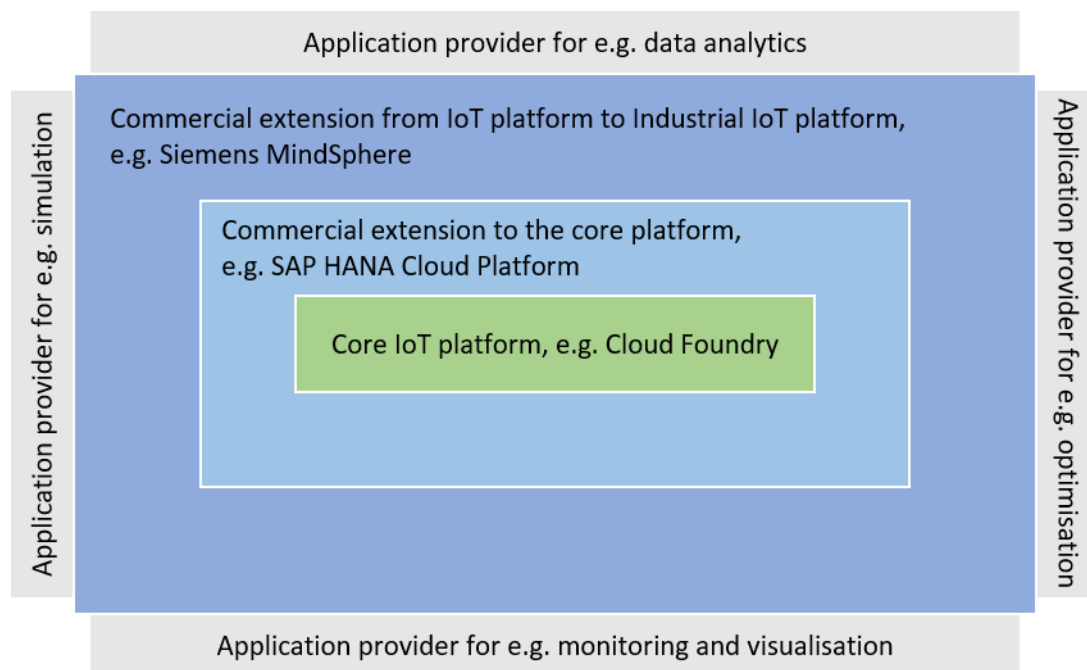 Application provider for e.g. data analytics
Application provider for e.g. simulation
Commercial extension from IoT platform to Industrial IoT platform,
e.g. Siemens MindSphere
Commercial extension to the core platform,
e.g. SAP HANA Cloud Platform
Core IoT platform, e.g. Cloud Foundry
Application provider for e.g. optimisation
Application provider for e.g. monitoring and visualisation